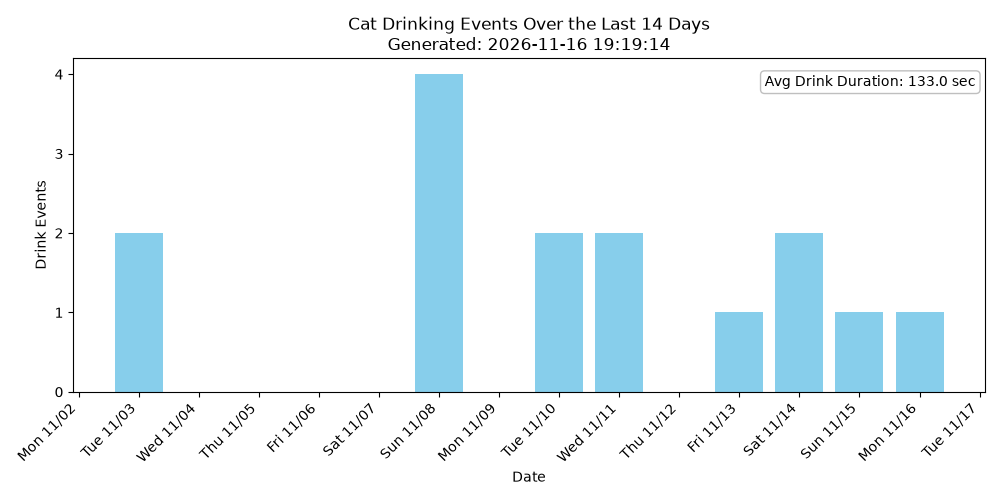 Cat Drinking Events Over the Last 14 Days
Generated: 2026-11-16 19:19:14
Avg Drink Duration: 133.0 sec
Drink Events
4
3
2
1
0
Mon 11/02
Tue 11/03
Wed 11/04
Thu 11/05
Fri 11/06
Sat 11/07
Sun 11/08
Mon 11/09
Tue 11/10
Wed 11/11
Thu 11/12
Fri 11/13
Sat 11/14
Sun 11/15
Mon 11/16
Tue 11/17
Date